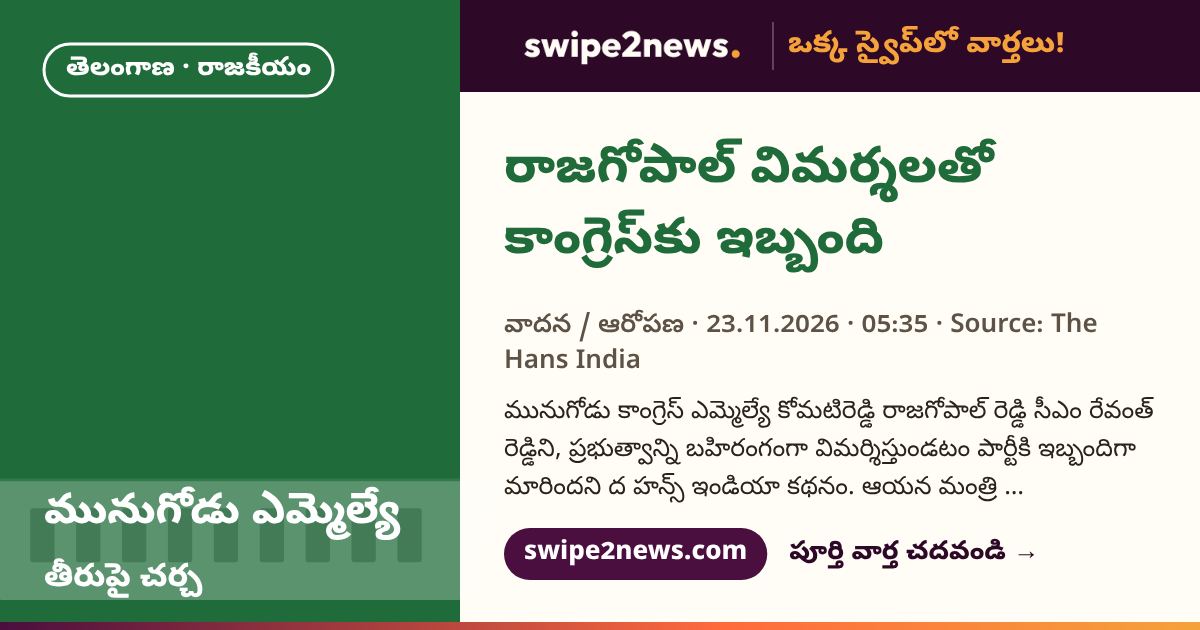 తెలంగాణ · రాజకీయం
మునుగోడు ఎమ్మెల్యే
తీరుపై చర్చ
swipe2news. ఒక్క స్వైప్‌లో వార్తలు!
రాజగోపాల్ విమర్శలతో
కాంగ్రెస్‌కు ఇబ్బంది
వాదన / ఆరోపణ · 23.11.2026 · 05:35 · Source: The
Hans India
మునుగోడు కాంగ్రెస్ ఎమ్మెల్యే కోమటిరెడ్డి రాజగోపాల్ రెడ్డి సీఎం రేవంత్
రెడ్డిని, ప్రభుత్వాన్ని బహిరంగంగా విమర్శిస్తుండటం పార్టీకి ఇబ్బందిగా
మారిందని ద హన్స్ ఇండియా కథనం. ఆయన మంత్రి ...
swipe2news.com పూర్తి వార్త చదవండి →